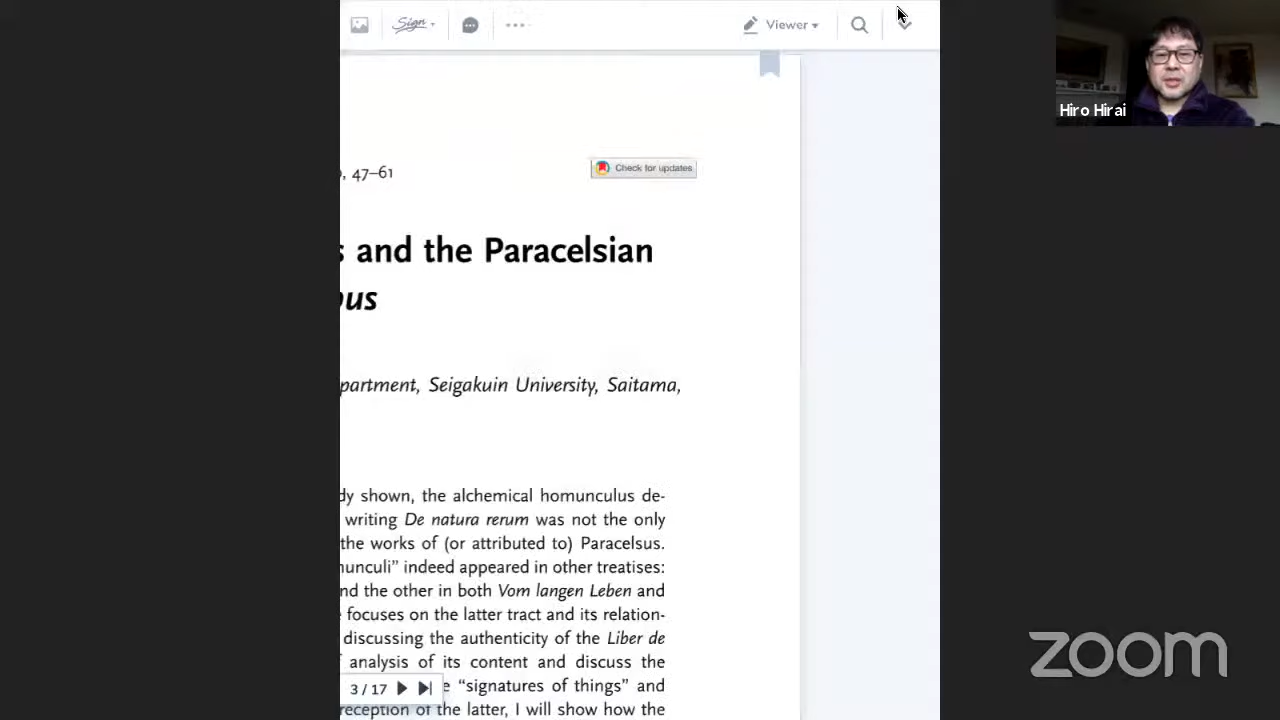 Sign
Viewer
Hiro Hirai
47–61
Check for updates
and the Paracelsian
partment, Seigakuin University, Saitama,
dy shown, the alchemical homunculus de-
writing De natura rerum was not the only
the works of (or attributed to) Paracelsus.
nunculi” indeed appeared in other treatises:
nd the other in both Vom langen Leben and
focuses on the latter tract and its relation-
discussing the authenticity of the Liber de
analysis of its content and discuss the
3 / 17
e “signatures of things” and
reception of the latter, I will show how the
zoom